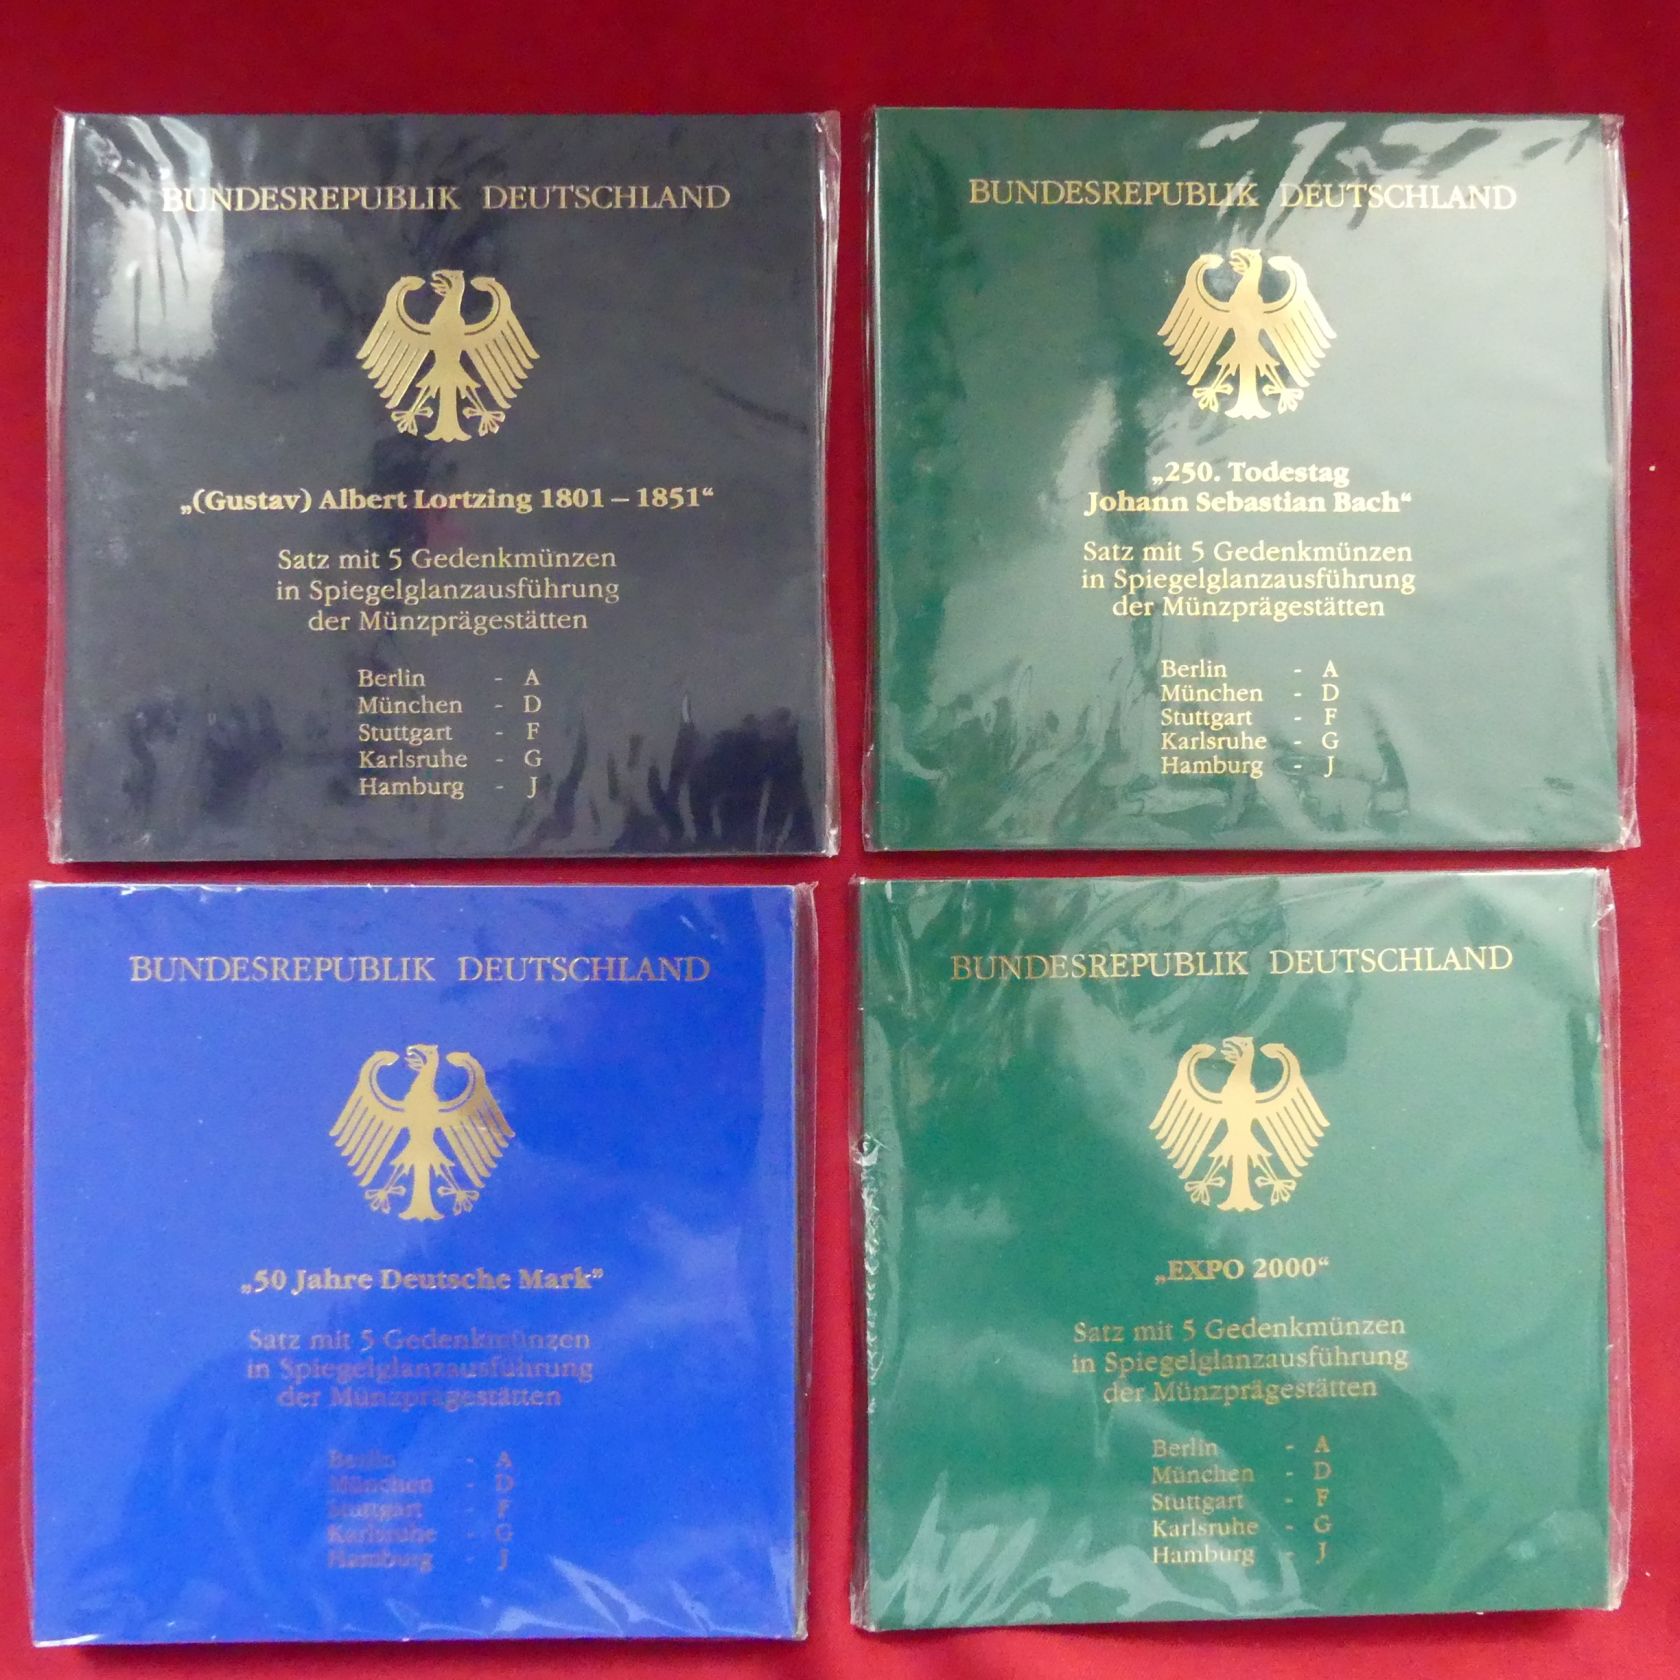 BUNDESREPUBLIK DEUTSCHLAND
„(Gustav) Albert Lortzing 1801 – 1851“
Satz mit 5 Gedenkmünzen
in Spiegelglanzausführung
der Münzprägestätten
Berlin - A
München - D
Stuttgart - F
Karlsruhe - G
Hamburg - J
BUNDESREPUBLIK DEUTSCHLAND
„250. Todestag
Johann Sebastian Bach“
Satz mit 5 Gedenkmünzen
in Spiegelglanzausführung
der Münzprägestätten
Berlin - A
München - D
Stuttgart - F
Karlsruhe - G
Hamburg - J
BUNDESREPUBLIK DEUTSCHLAND
„50 Jahre Deutsche Mark”
Satz mit 5 Gedenkmünzen
in Spiegelglanzausführung
der Münzprägestätten
Berlin - A
München - D
Stuttgart - F
Karlsruhe - G
Hamburg - J
BUNDESREPUBLIK DEUTSCHLAND
„EXPO 2000“
Satz mit 5 Gedenkmünzen
in Spiegelglanzausführung
der Münzprägestätten
Berlin - A
München - D
Stuttgart - F
Karlsruhe - G
Hamburg - J